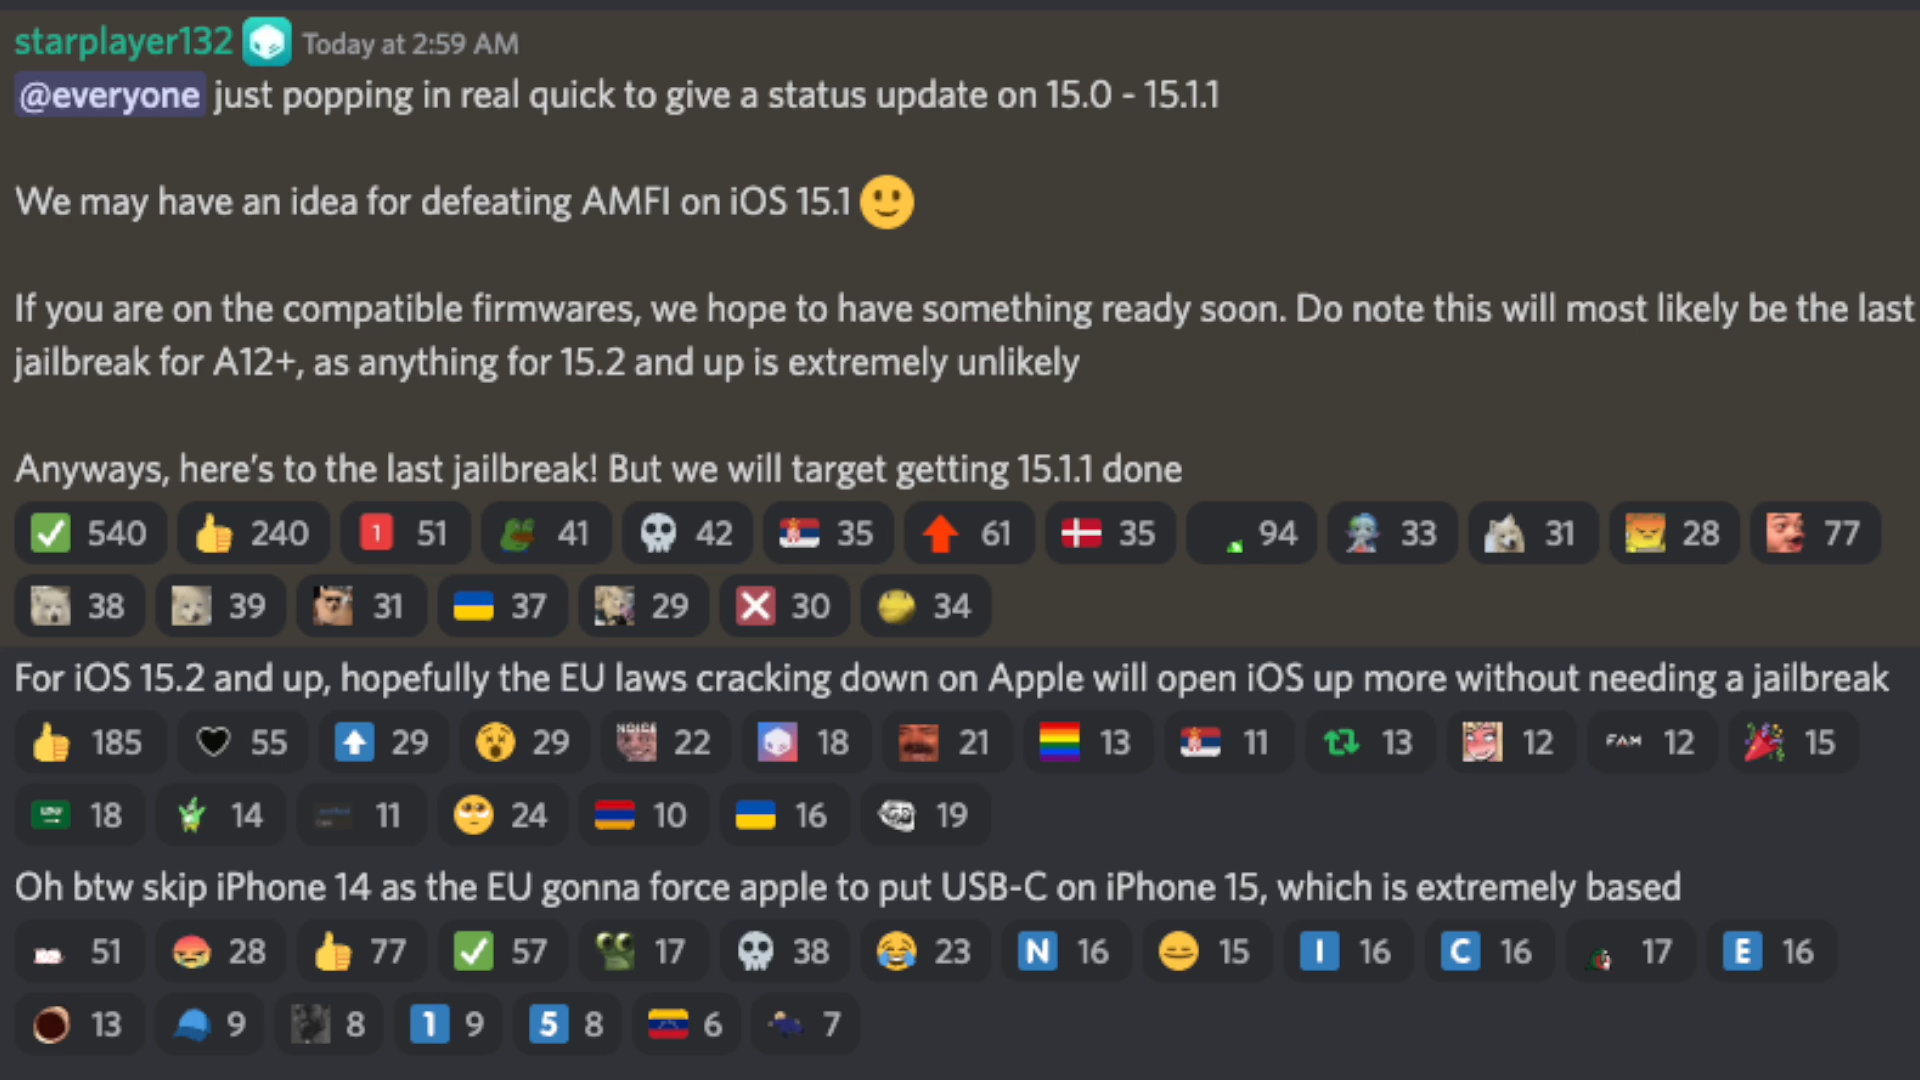 starplayer132 Today at 2:59 AM
@everyone just popping in real quick to give a status update on 15.0 - 15.1.1
We may have an idea for defeating AMFI on iOS 15.1
If you are on the compatible firmwares, we hope to have something ready soon. Do note this will most likely be the last
jailbreak for A12+, as anything for 15.2 and up is extremely unlikely
Anyways, here's to the last jailbreak! But we will target getting 15.1.1 done
540 240 1 51 41 42 35 61 35 94 33 31 28 77
38 39 31 37 29 30 34
For iOS 15.2 and up, hopefully the EU laws cracking down on Apple will open iOS up more without needing a jailbreak
185 55 29 29 NOICE 22 18 21 13 11 13 12 FAM 12 15
18 14 11 24 10 16 19
Oh btw skip iPhone 14 as the EU gonna force apple to put USB-C on iPhone 15, which is extremely based
51 28 77 57 17 38 23 N 16 15 I 16 C 16 17 E 16
13 9 8 1 9 5 8 6 7